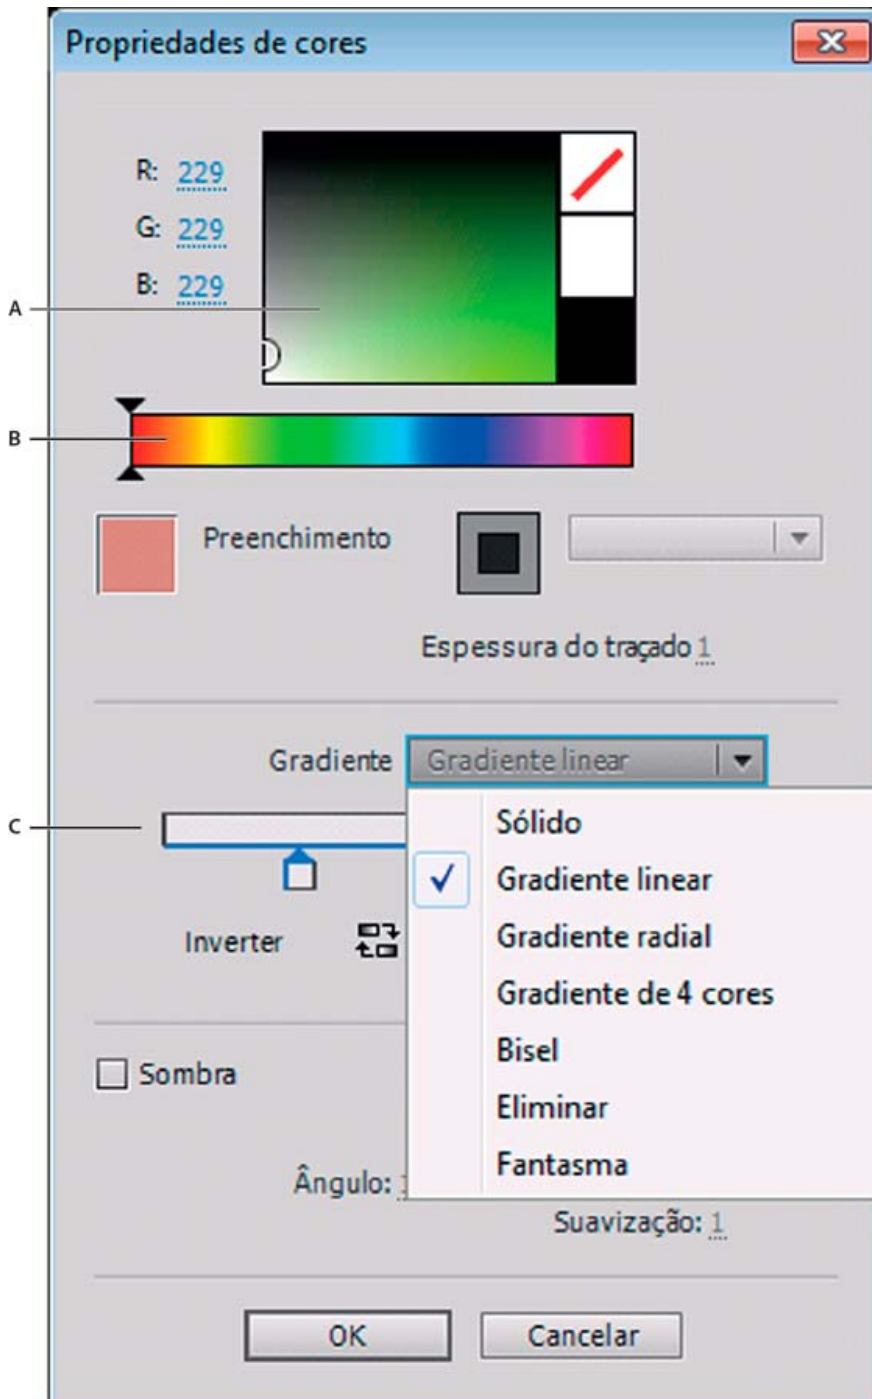 Propriedades de cores
R: 229
G: 229
B: 229
A
B
Preenchimento
Espessura do traçado 1
Gradiente Gradiente linear
C
Sólido
Gradiente linear
Gradiente radial
Gradiente de 4 cores
Bisel
Eliminar
Fantasma
Inverter
Sombra
Ângulo:
Suavização: 1
OK Cancelar